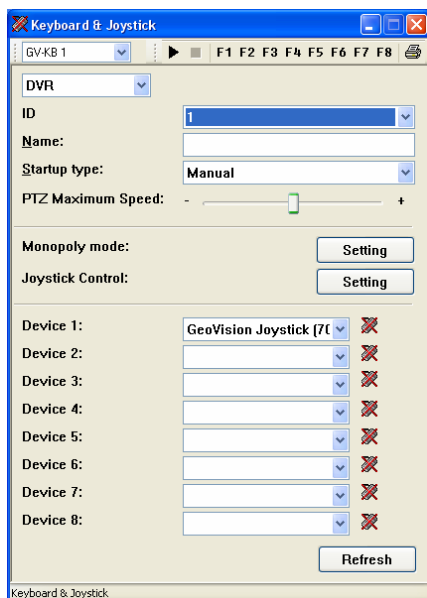 Keyboard & Joystick
GV-KB 1 F1 F2 F3 F4 F5 F6 F7 F8
DVR
ID 1
Name:
Startup type: Manual
PTZ Maximum Speed: - +
Monopoly mode: Setting
Joystick Control: Setting
Device 1: GeoVision Joystick (70
Device 2:
Device 3:
Device 4:
Device 5:
Device 6:
Device 7:
Device 8:
Refresh
Keyboard & Joystick